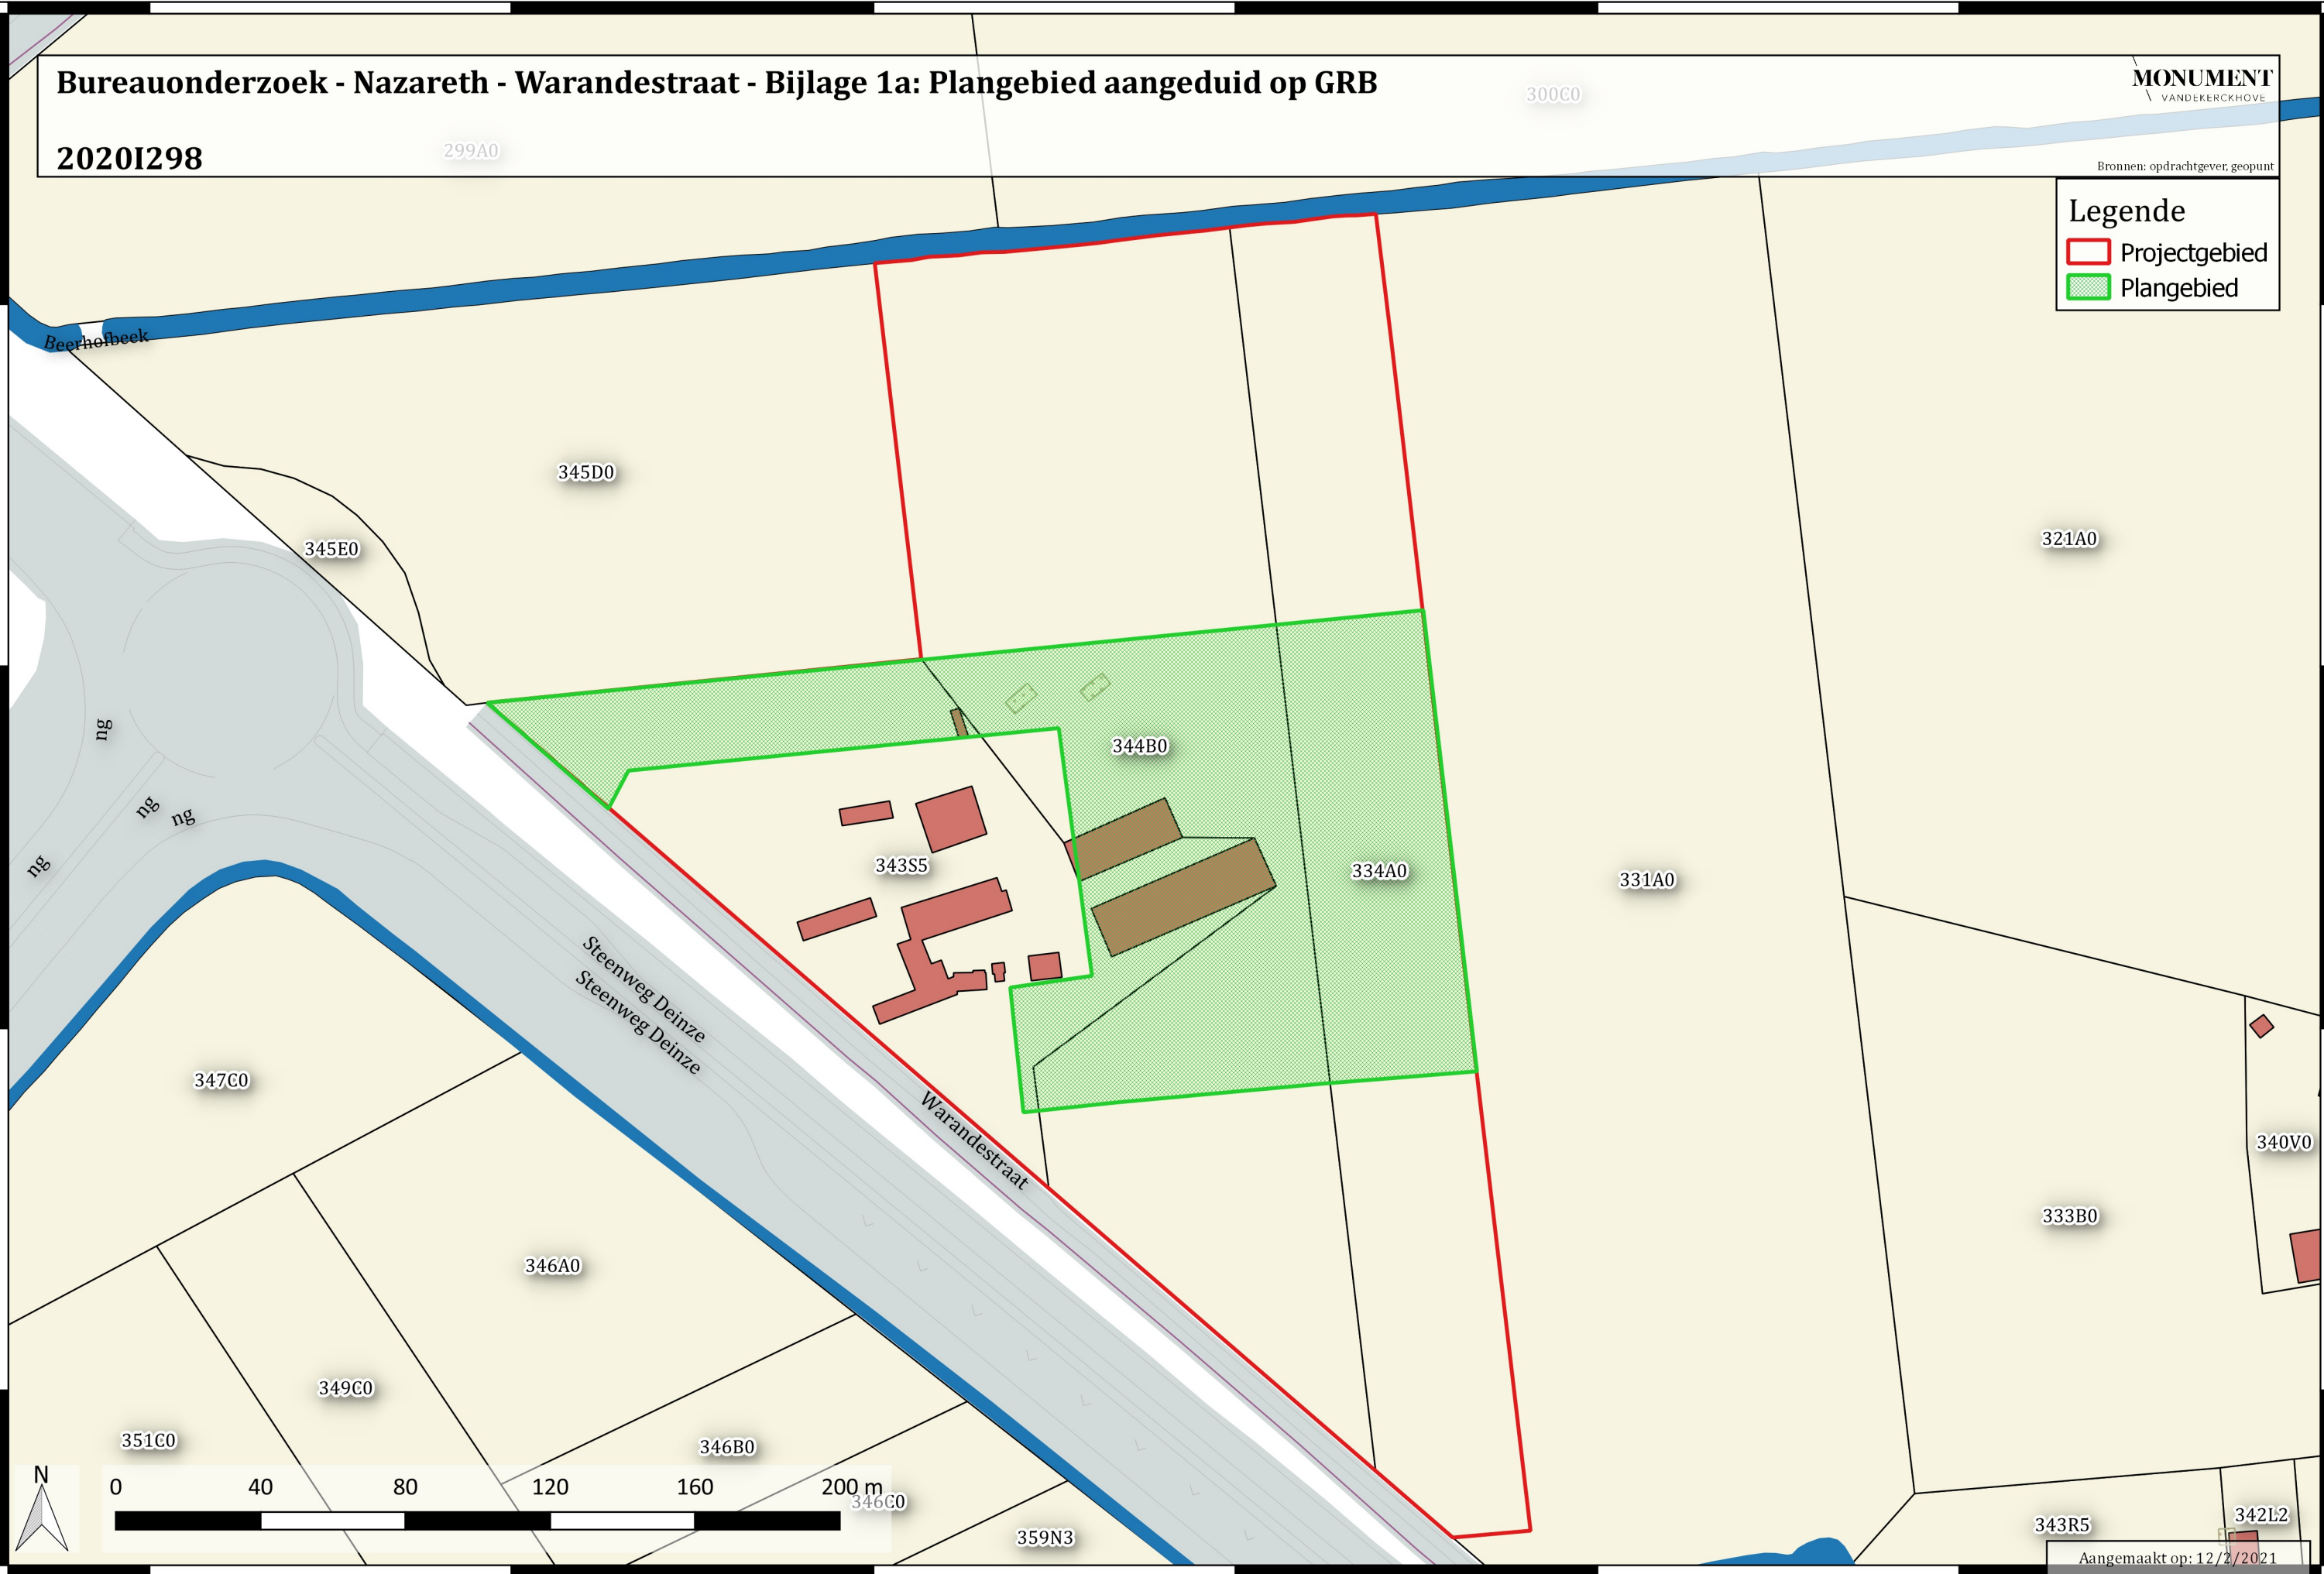 Bureauonderzoek - Nazareth - Warandestraat - Bijlage 1a: Plangebied aangeduid op GRB
2020I298
MONUMENT
VANDEKERCKHOVE
Bronnen: opdrachtgever, geopunt
300C0
299A0
Legende
Projectgebied
Plangebied
Beerhofbeek
345D0
345E0
321A0
ng
ng
ng
ng
344B0
343S5
334A0
331A0
Steenweg Deinze
Steenweg Deinze
Warandestraat
347C0
340V0
333B0
346A0
349C0
351C0
346B0
346C0
359N3
343R5
342L2
N
0 40 80 120 160 200 m
Aangemaakt op: 12/2/2021